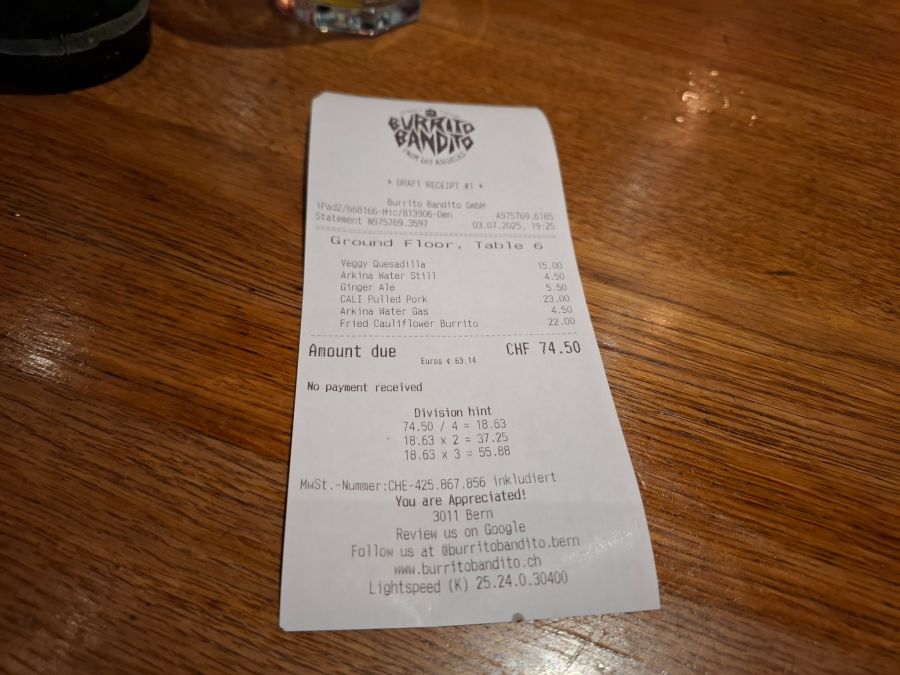 BURRITO
BANDITO
FROM LOS ANGELES
* DRAFT RECEIPT #1 *
Burrito Bandito GmbH
iPad2/668166-Mic/813906-Den A975769.6185
Statement N975769.3597 03.07.2025, 19:25
Ground Floor, Table 6
Veggy Quesadilla 15.00
Arkina Water Still 4.50
Ginger Ale 5.50
CALI Pulled Pork 23.00
Arkina Water Gas 4.50
Fried Cauliflower Burrito 22.00
Amount due CHF 74.50
Euros € 63.14
No payment received
Division hint
74.50 / 4 = 18.63
18.63 x 2 = 37.25
18.63 x 3 = 55.88
MwSt.-Nummer:CHE-425.867.856 inkludiert
You are Appreciated!
3011 Bern
Review us on Google
Follow us at @burritobandito.bern
www.burritobandito.ch
Lightspeed (K) 25.24.0.30400